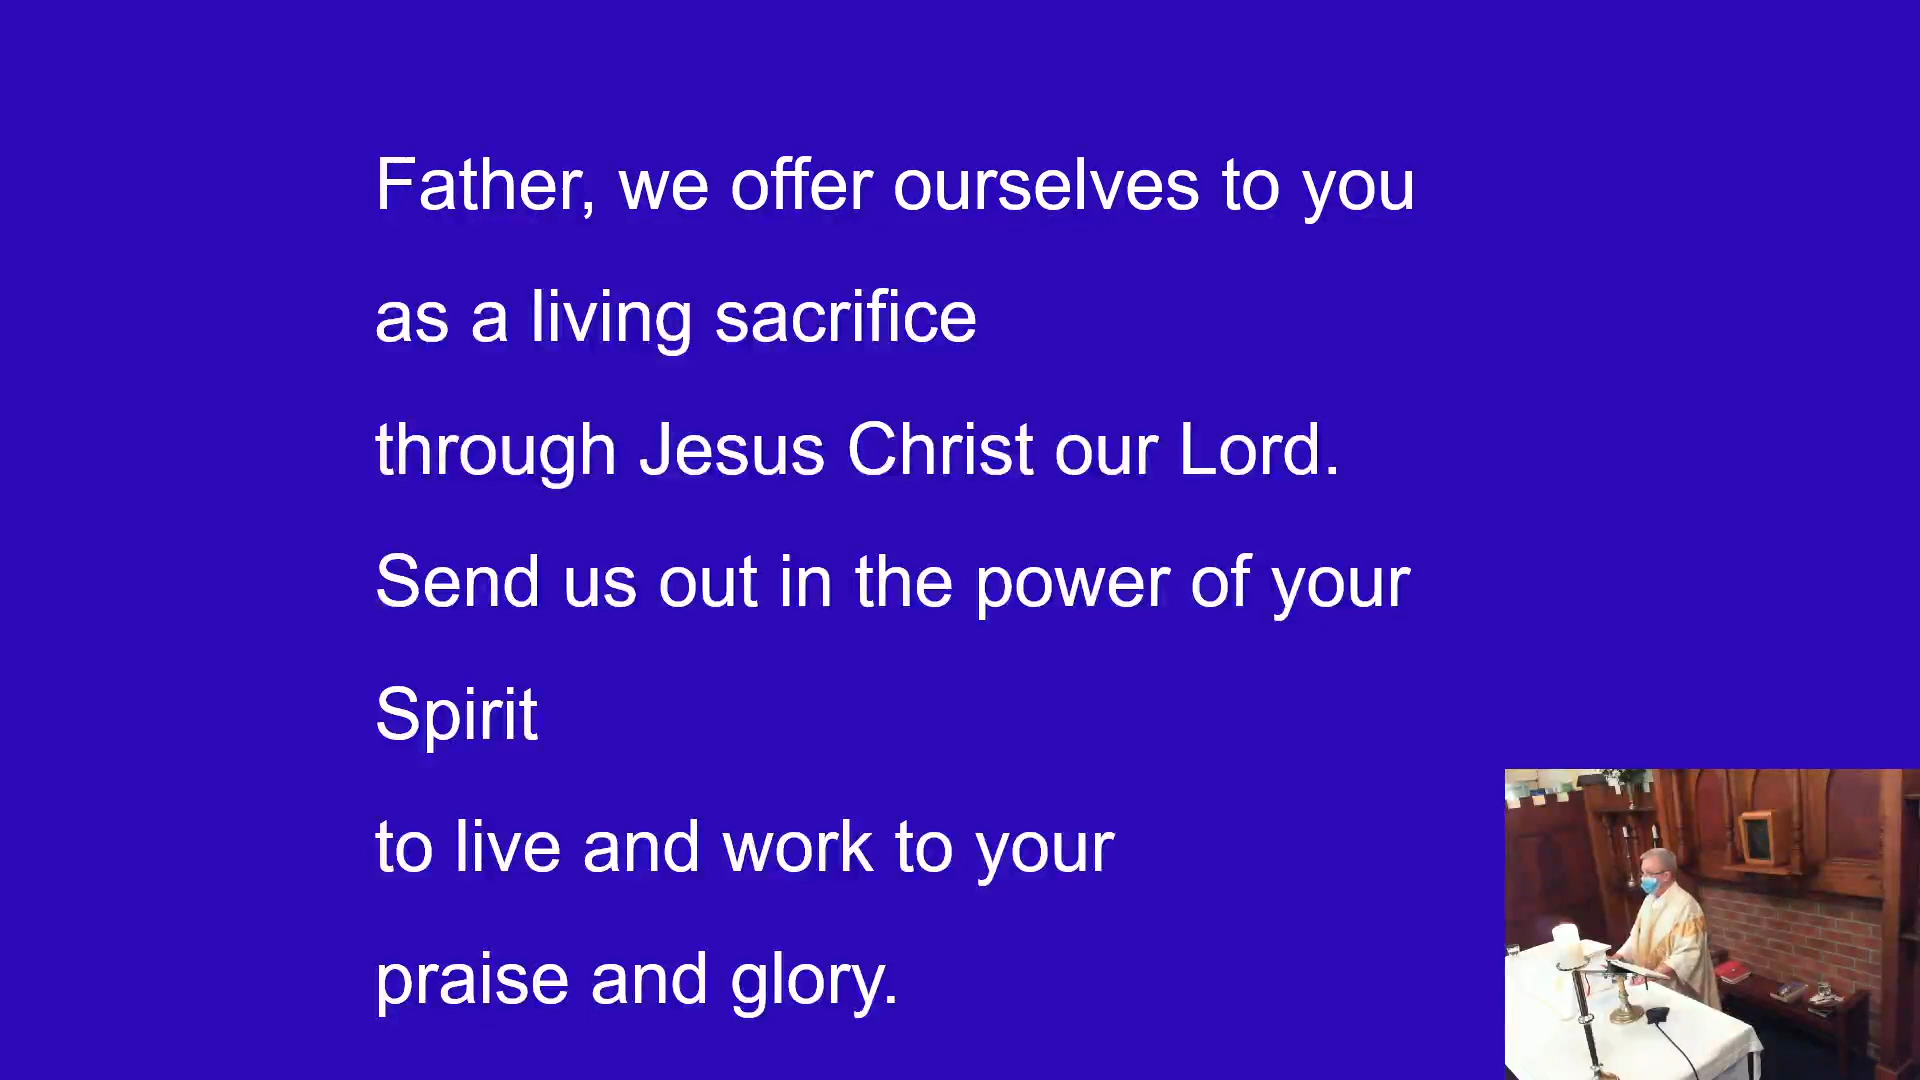 Father, we offer ourselves to you
as a living sacrifice
through Jesus Christ our Lord.
Send us out in the power of your
Spirit
to live and work to your
praise and glory.